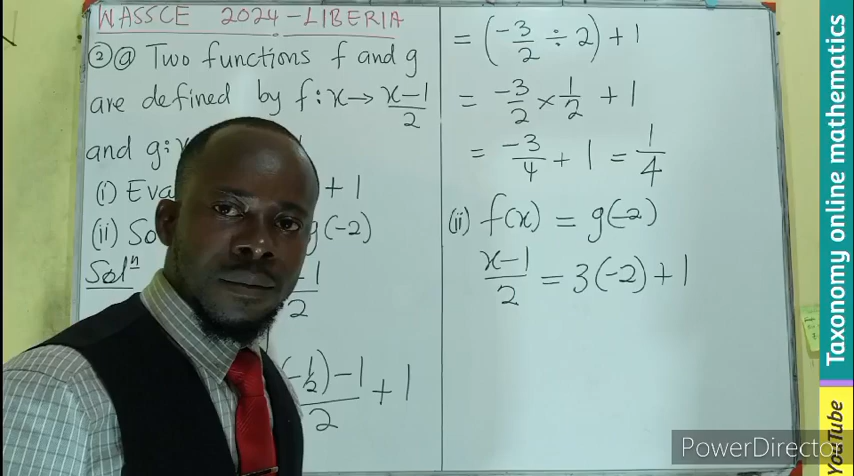 WASSCE 2024-LIBERIA
② ⓐ Two functions f and g
are defined by f:x→ x-1/2
and g:
(i) Eva + 1
(ii) So g(-2)
Solⁿ -1/2
(-1/2)-1/2 + 1
= (-3/2 ÷ 2) + 1
= -3/2 × 1/2 + 1
= -3/4 + 1 = 1/4
(ii) f(x) = g(-2)
x-1/2 = 3(-2) + 1
Taxonomy online mathematics
YouTube
PowerDirector